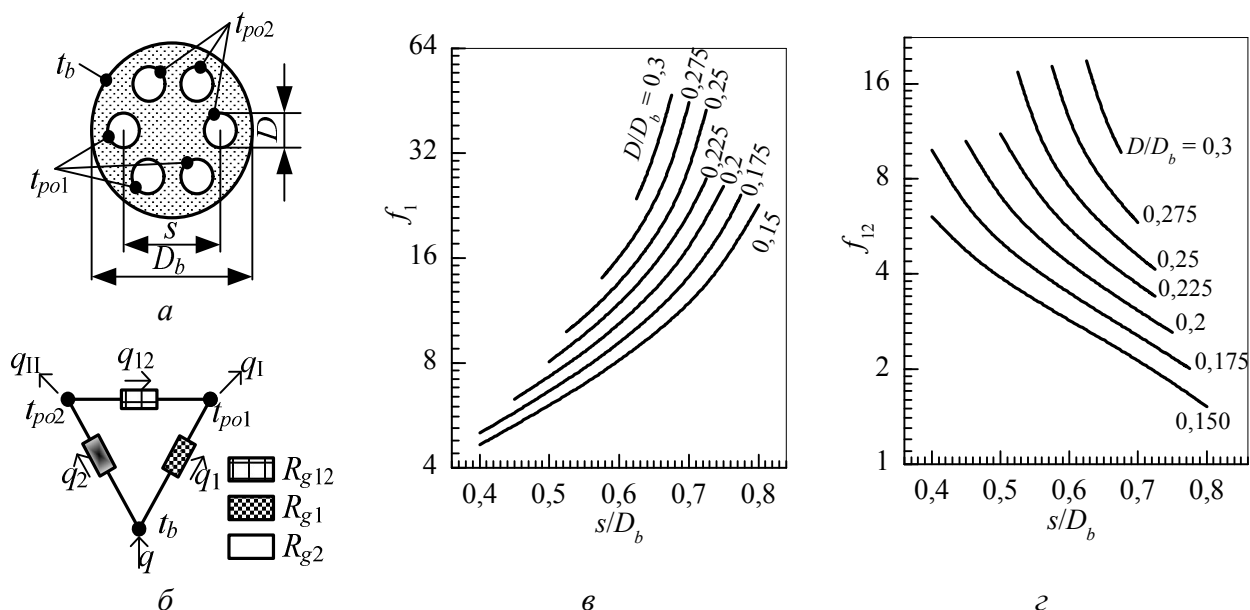 t_po2
t_b
D
t_po1
s
D_b
а
q_II
q_12
q_I
t_po2
t_po1
q_2
q_1
t_b
q
R_g12
R_g1
R_g2
б
f_1
64
32
16
8
4
0,4
0,5
0,6
0,7
0,8
s/D_b
D/D_b = 0,3
0,275
0,25
0,225
0,2
0,175
0,15
в
f_12
16
8
4
2
1
0,4
0,5
0,6
0,7
0,8
s/D_b
D/D_b = 0,3
0,275
0,25
0,225
0,2
0,175
0,150
г